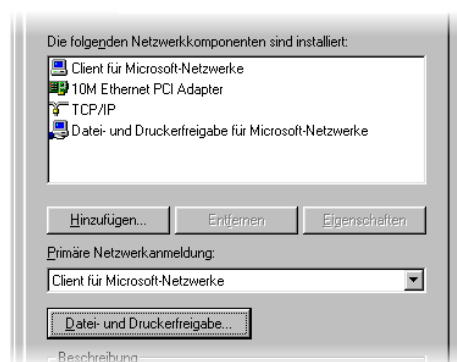 Die folgenden Netzwerkkomponenten sind installiert:
Client für Microsoft-Netzwerke
10M Ethernet PCI Adapter
TCP/IP
Datei- und Druckerfreigabe für Microsoft-Netzwerke
Hinzufügen... Entfernen Eigenschaften
Primäre Netzwerkanmeldung:
Client für Microsoft-Netzwerke
Datei- und Druckerfreigabe...
Beschreibung